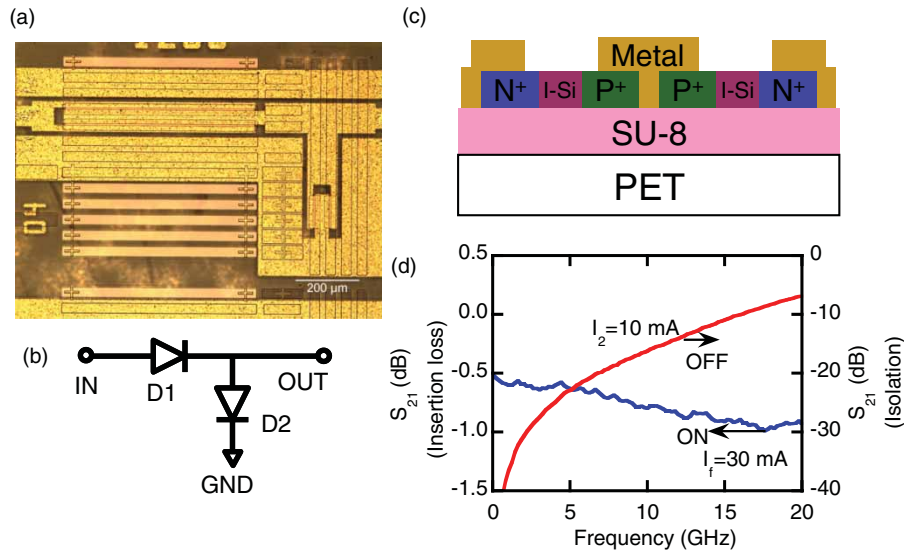 (a)
D4
200 µm
(b)
IN
D1
OUT
D2
GND
(c)
Metal
N+
I-Si
P+
P+
I-Si
N+
SU-8
PET
(d)
S21 (dB)
(Insertion loss)
0.5
0.0
-0.5
-1.0
-1.5
I2=10 mA
OFF
ON
If=30 mA
0
-10
-20
-30
-40
S21 (dB)
(Isolation)
0
5
10
15
20
Frequency (GHz)